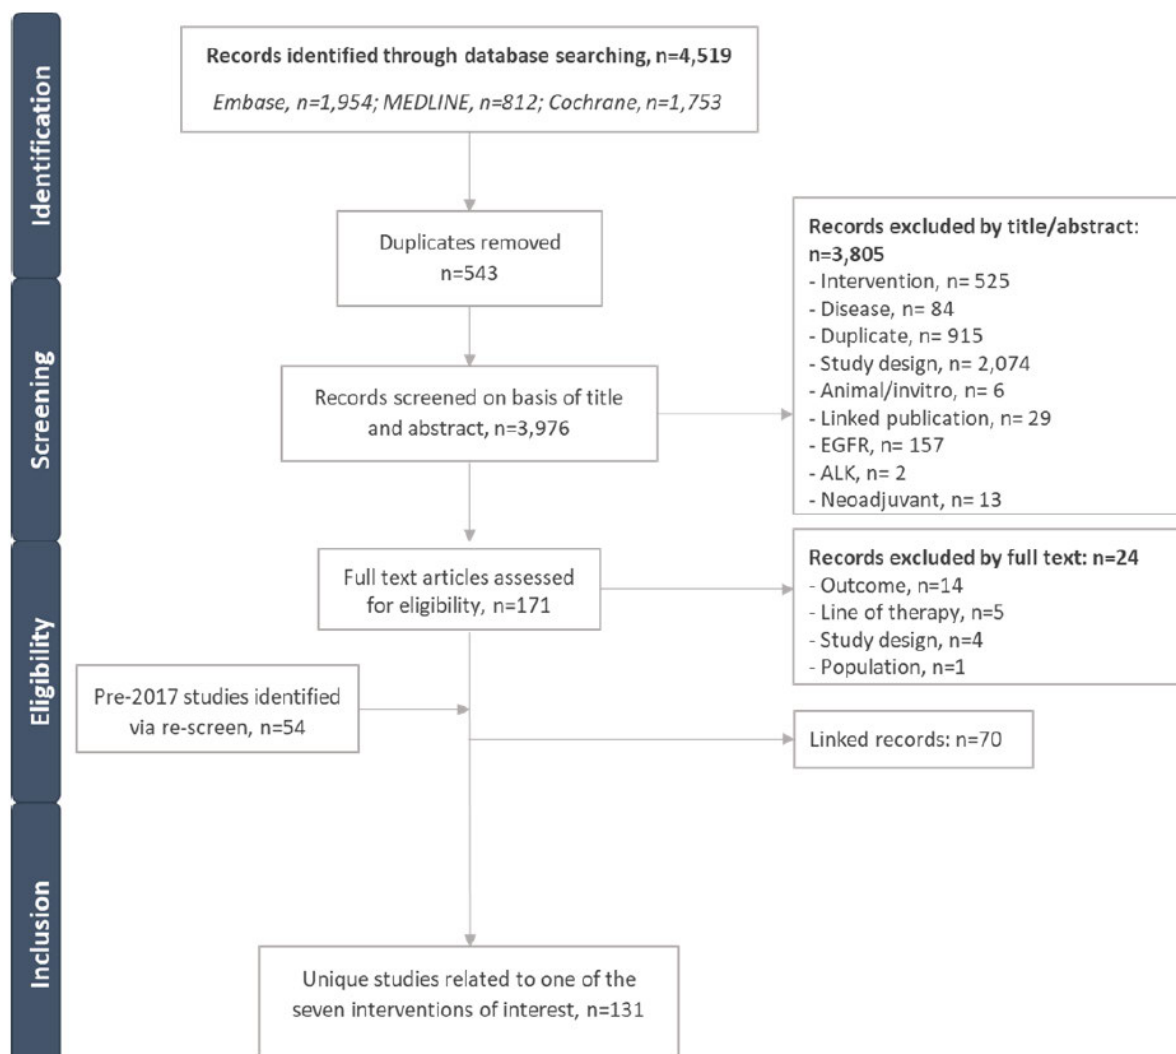 Identification
Records identified through database searching, n=4,519
Embase, n=1,954; MEDLINE, n=812; Cochrane, n=1,753
Duplicates removed
n=543
Records excluded by title/abstract:
n=3,805
- Intervention, n= 525
- Disease, n= 84
- Duplicate, n= 915
- Study design, n= 2,074
- Animal/invitro, n= 6
- Linked publication, n= 29
- EGFR, n= 157
- ALK, n= 2
- Neoadjuvant, n= 13
Screening
Records screened on basis of title
and abstract, n=3,976
Eligibility
Full text articles assessed
for eligibility, n=171
Records excluded by full text: n=24
- Outcome, n=14
- Line of therapy, n=5
- Study design, n=4
- Population, n=1
Pre-2017 studies identified
via re-screen, n=54
Linked records: n=70
Inclusion
Unique studies related to one of the
seven interventions of interest, n=131